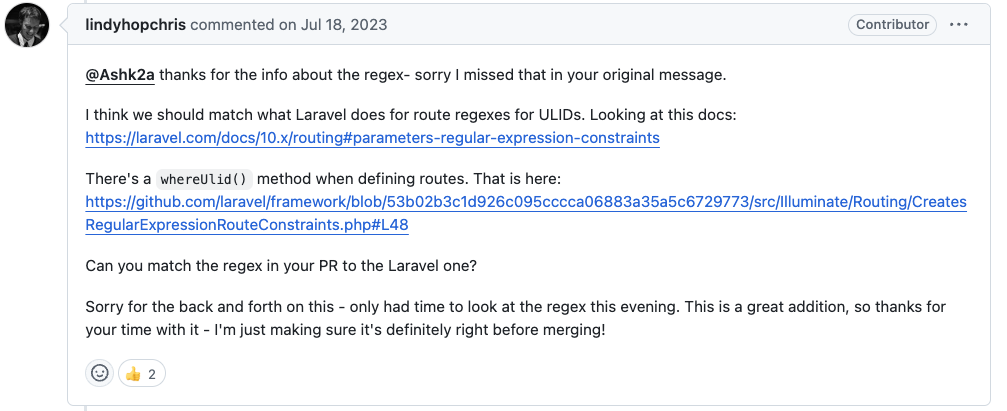 lindyhopchris commented on Jul 18, 2023
Contributor
@Ashk2a thanks for the info about the regex- sorry I missed that in your original message.
I think we should match what Laravel does for route regexes for ULIDs. Looking at this docs:
https://laravel.com/docs/10.x/routing#parameters-regular-expression-constraints
There's a whereUlid() method when defining routes. That is here:
https://github.com/laravel/framework/blob/53b02b3c1d926c095cccca06883a35a5c6729773/src/Illuminate/Routing/Creates
RegularExpressionRouteConstraints.php#L48
Can you match the regex in your PR to the Laravel one?
Sorry for the back and forth on this - only had time to look at the regex this evening. This is a great addition, so thanks for
your time with it - I'm just making sure it's definitely right before merging!
👍 2